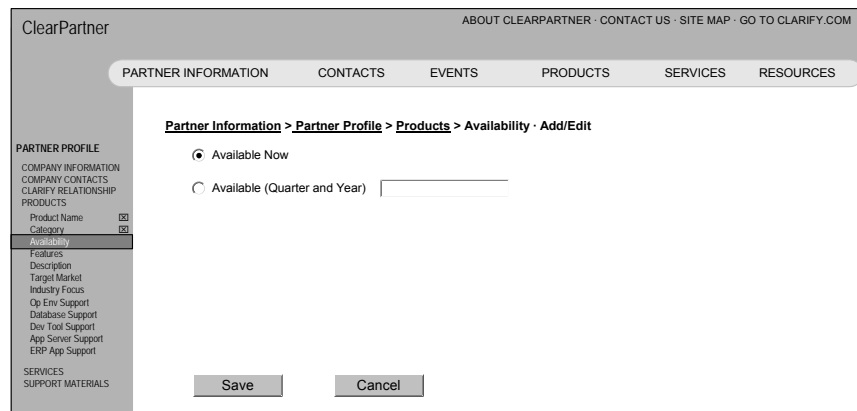 ClearPartner
ABOUT CLEARPARTNER · CONTACT US · SITE MAP · GO TO CLARIFY.COM
PARTNER INFORMATION CONTACTS EVENTS PRODUCTS SERVICES RESOURCES
Partner Information > Partner Profile > Products > Availability · Add/Edit
PARTNER PROFILE
COMPANY INFORMATION
COMPANY CONTACTS
CLARIFY RELATIONSHIP
PRODUCTS
Product Name
Category
Availability
Features
Description
Target Market
Industry Focus
Op Env Support
Database Support
Dev Tool Support
App Server Support
ERP App Support
SERVICES
SUPPORT MATERIALS
Available Now
Available (Quarter and Year)
Save Cancel